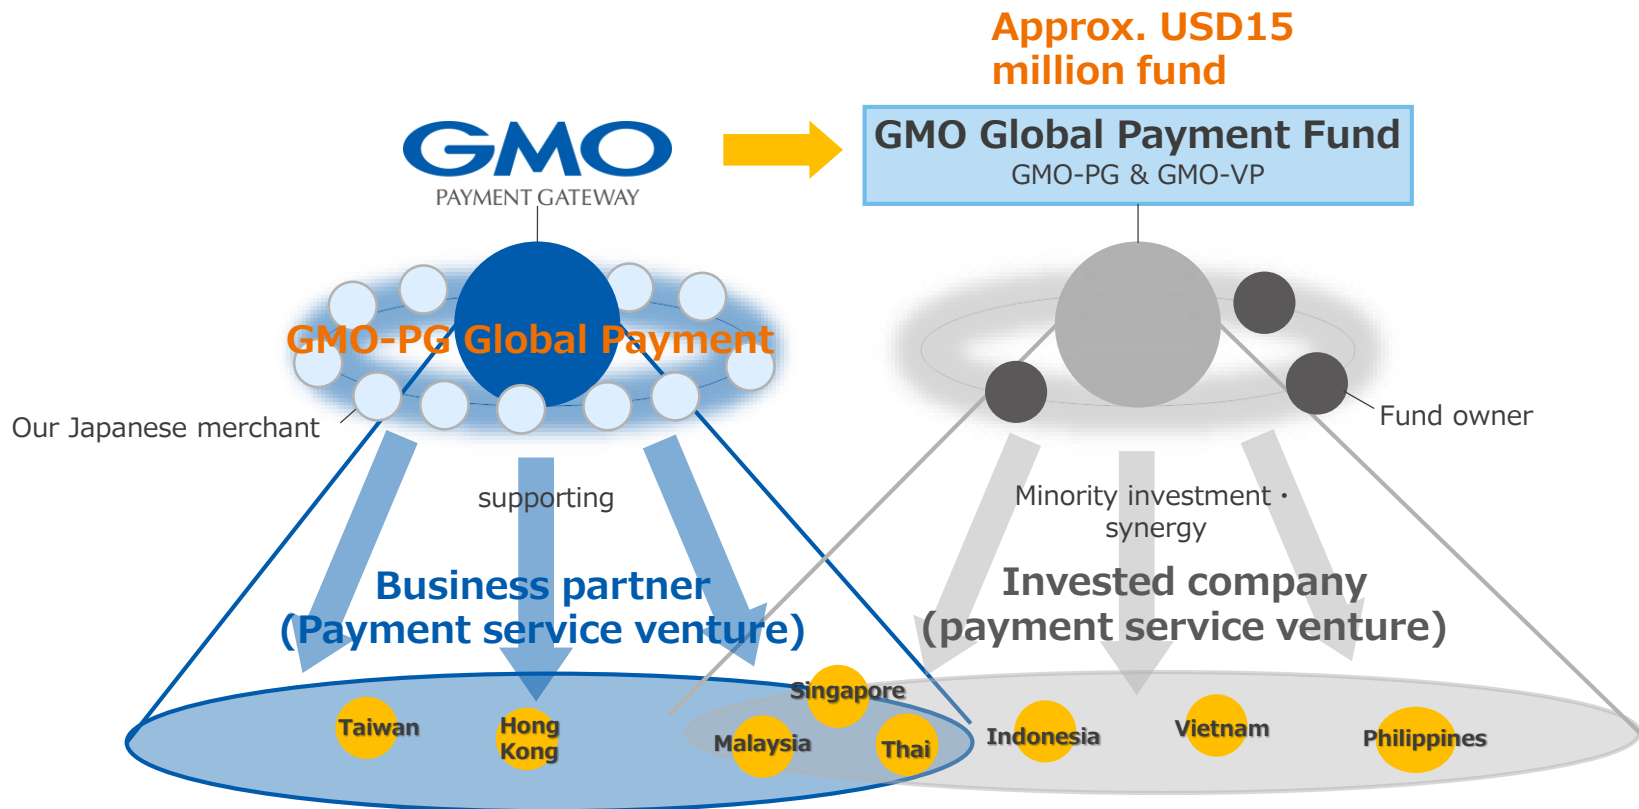 Approx. USD15
million fund
GMO
PAYMENT GATEWAY
GMO Global Payment Fund
GMO-PG & GMO-VP
GMO-PG Global Payment
Our Japanese merchant
Fund owner
supporting
Minority investment・
synergy
Business partner
(Payment service venture)
Invested company
(payment service venture)
Taiwan
Hong
Kong
Singapore
Malaysia
Thai
Indonesia
Vietnam
Philippines